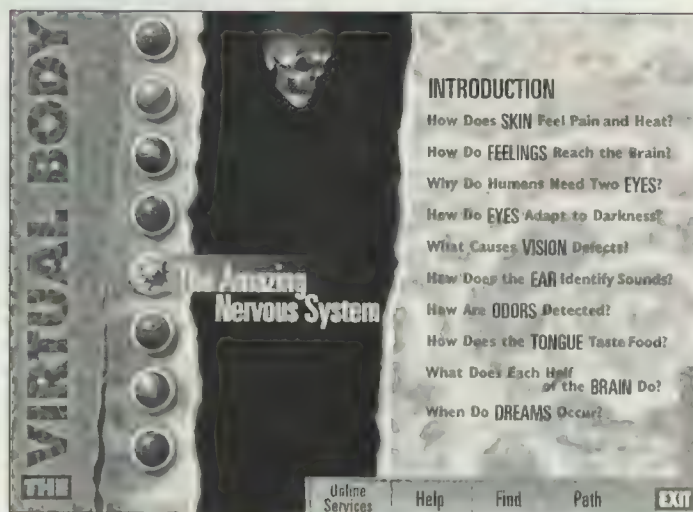 THE VIRTUAL BODY
The Amazing
Nervous System
INTRODUCTION
How Does SKIN Feel Pain and Heat?
How Do FEELINGS Reach the Brain?
Why Do Humans Need Two EYES?
How Do EYES Adapt to Darkness?
What Causes VISION Defects?
How Does the EAR Identify Sounds?
How Are ODORS Detected?
How Does the TONGUE Taste Food?
What Does Each Half
of the BRAIN Do?
When Do DREAMS Occur?
Online
Services
Help
Find
Path
EXIT